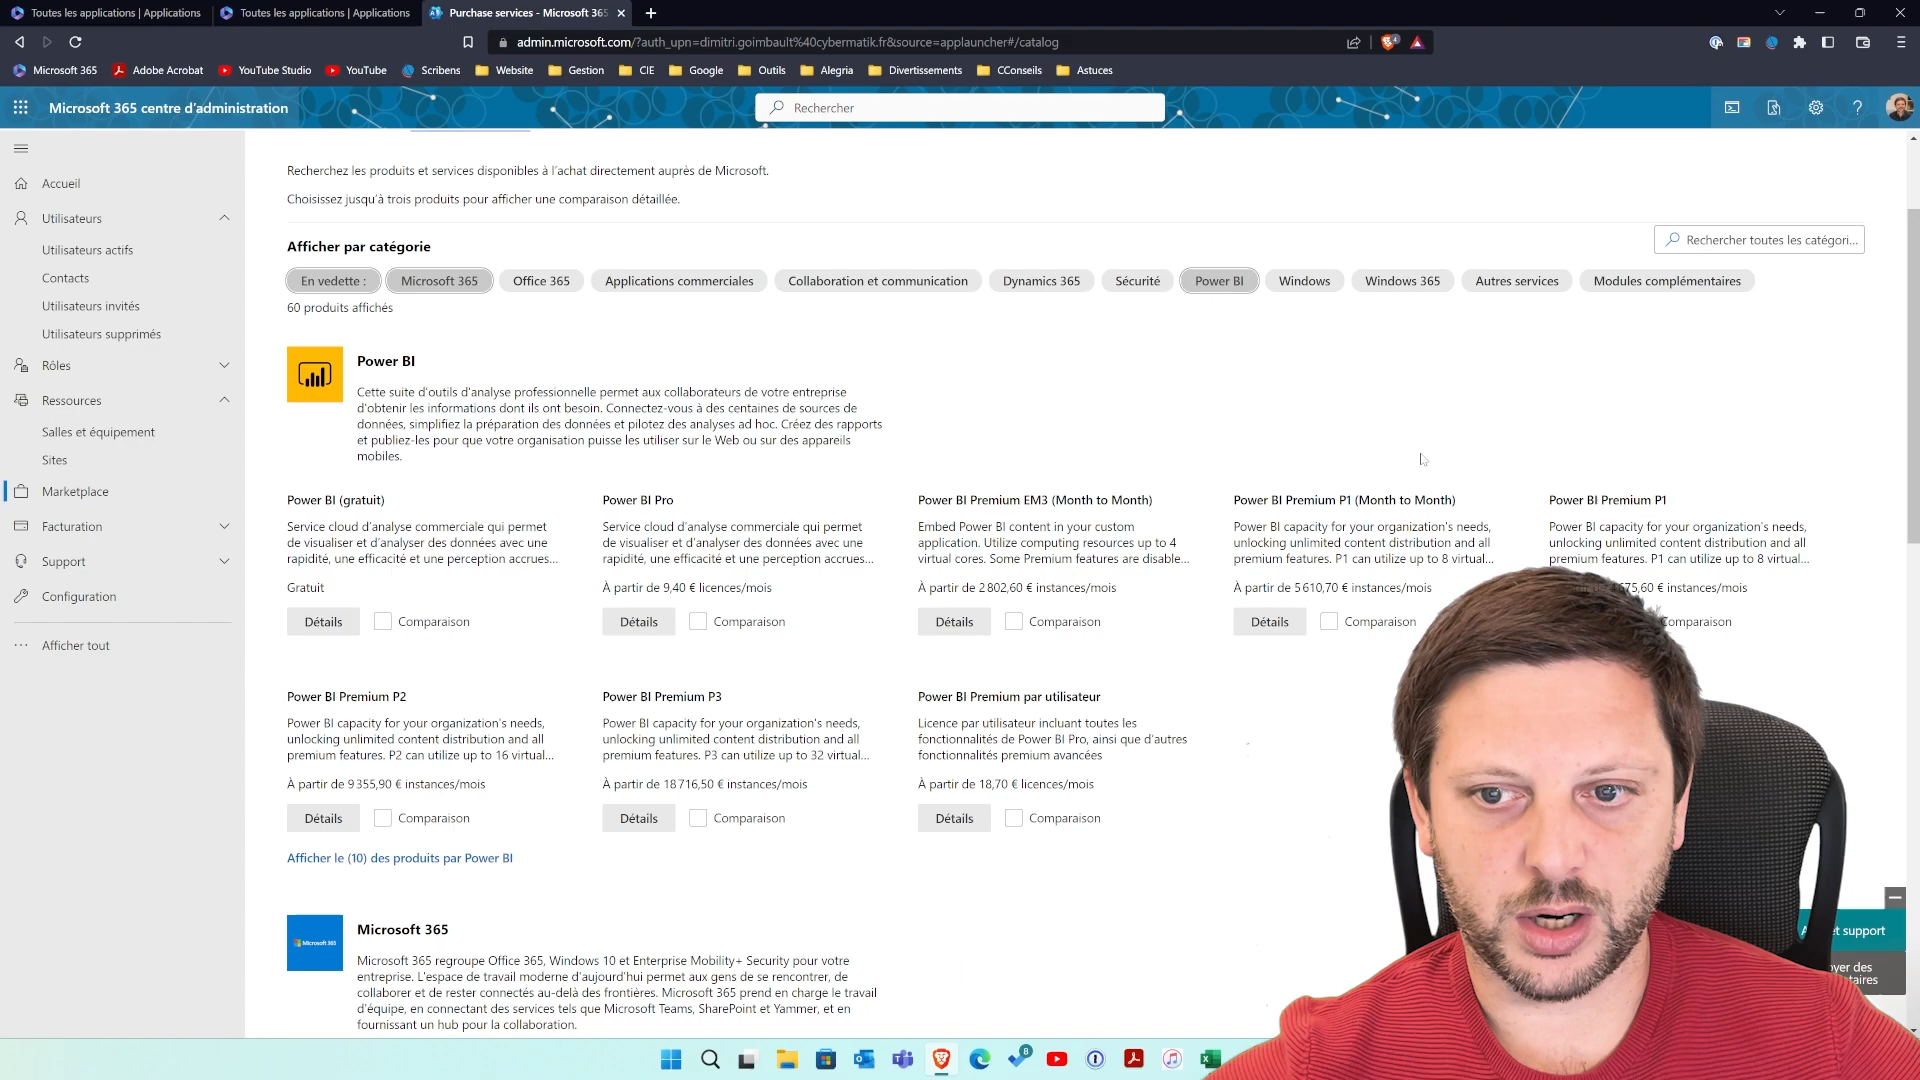 Toutes les applications | Applications
Toutes les applications | Applications
Purchase services - Microsoft 365
admin.microsoft.com/?auth_upn=dimitri.goimbault%40cybermatik.fr&source=applauncher#/catalog
Microsoft 365 Adobe Acrobat YouTube Studio YouTube Scribens Website Gestion CIE Google Outils Alegria Divertissements CConseils Astuces
Microsoft 365 centre d'administration
Rechercher
Accueil
Utilisateurs
Utilisateurs actifs
Contacts
Utilisateurs invités
Utilisateurs supprimés
Rôles
Ressources
Salles et équipement
Sites
Marketplace
Facturation
Support
Configuration
Afficher tout
Recherchez les produits et services disponibles à l'achat directement auprès de Microsoft.
Choisissez jusqu'à trois produits pour afficher une comparaison détaillée.
Afficher par catégorie
Rechercher toutes les catégori...
En vedette : Microsoft 365 Office 365 Applications commerciales Collaboration et communication Dynamics 365 Sécurité Power BI Windows Windows 365 Autres services Modules complémentaires
60 produits affichés
Power BI
Cette suite d'outils d'analyse professionnelle permet aux collaborateurs de votre entreprise
d'obtenir les informations dont ils ont besoin. Connectez-vous à des centaines de sources de
données, simplifiez la préparation des données et pilotez des analyses ad hoc. Créez des rapports
et publiez-les pour que votre organisation puisse les utiliser sur le Web ou sur des appareils
mobiles.
Power BI (gratuit)
Service cloud d'analyse commerciale qui permet
de visualiser et d'analyser des données avec une
rapidité, une efficacité et une perception accrues...
Gratuit
Détails Comparaison
Power BI Pro
Service cloud d'analyse commerciale qui permet
de visualiser et d'analyser des données avec une
rapidité, une efficacité et une perception accrues...
À partir de 9,40 € licences/mois
Détails Comparaison
Power BI Premium EM3 (Month to Month)
Embed Power BI content in your custom
application. Utilize computing resources up to 4
virtual cores. Some Premium features are disable...
À partir de 2 802,60 € instances/mois
Détails Comparaison
Power BI Premium P1 (Month to Month)
Power BI capacity for your organization's needs,
unlocking unlimited content distribution and all
premium features. P1 can utilize up to 8 virtual...
À partir de 5 610,70 € instances/mois
Détails Comparaison
Power BI Premium P1
Power BI capacity for your organization's needs,
unlocking unlimited content distribution and all
premium features. P1 can utilize up to 8 virtual...
675,60 € instances/mois
Comparaison
Power BI Premium P2
Power BI capacity for your organization's needs,
unlocking unlimited content distribution and all
premium features. P2 can utilize up to 16 virtual...
À partir de 9 355,90 € instances/mois
Détails Comparaison
Power BI Premium P3
Power BI capacity for your organization's needs,
unlocking unlimited content distribution and all
premium features. P3 can utilize up to 32 virtual...
À partir de 18 716,50 € instances/mois
Détails Comparaison
Power BI Premium par utilisateur
Licence par utilisateur incluant toutes les
fonctionnalités de Power BI Pro, ainsi que d'autres
fonctionnalités premium avancées
À partir de 18,70 € licences/mois
Détails Comparaison
Afficher le (10) des produits par Power BI
Microsoft 365
Microsoft 365
Microsoft 365 regroupe Office 365, Windows 10 et Enterprise Mobility+ Security pour votre
entreprise. L'espace de travail moderne d'aujourd'hui permet aux gens de se rencontrer, de
collaborer et de rester connectés au-delà des frontières. Microsoft 365 prend en charge le travail
d'équipe, en connectant des services tels que Microsoft Teams, SharePoint et Yammer, et en
fournissant un hub pour la collaboration.
et support
des
8